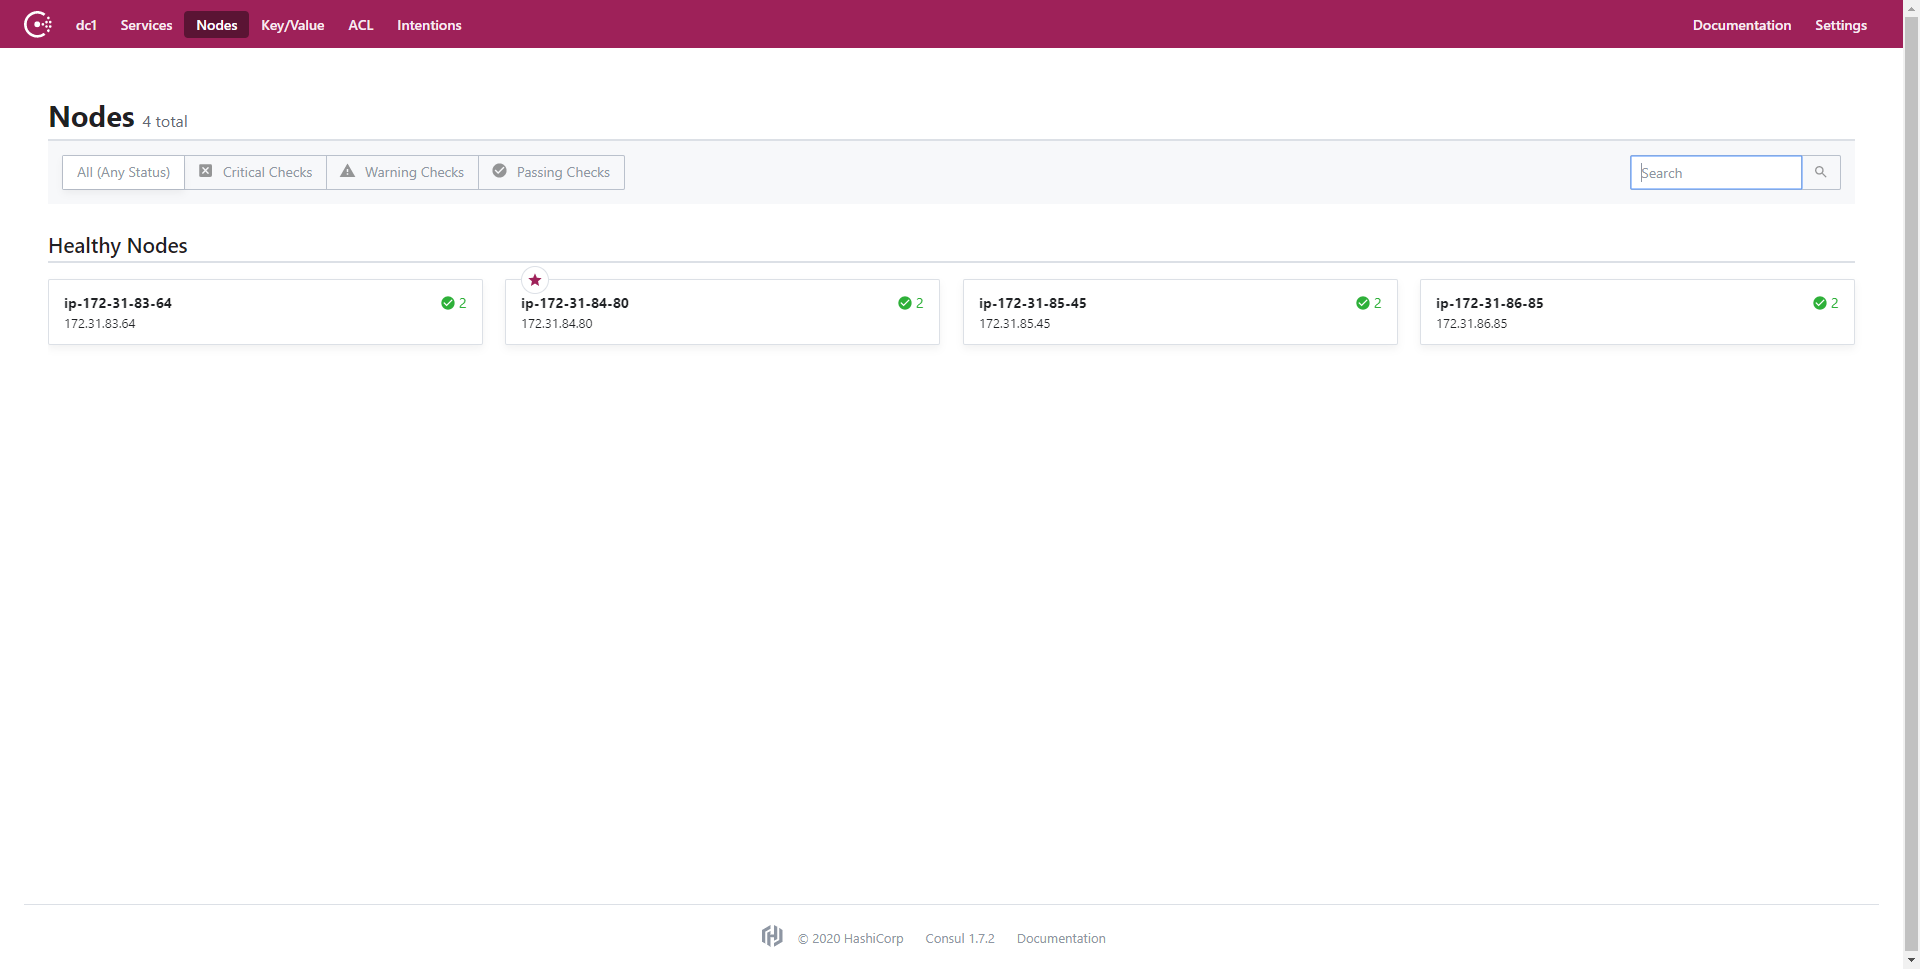 dc1 Services Nodes Key/Value ACL Intentions Documentation Settings
Nodes 4 total
All (Any Status) Critical Checks Warning Checks Passing Checks Search
Healthy Nodes
ip-172-31-83-64 2 ip-172-31-84-80 2 ip-172-31-85-45 2 ip-172-31-86-85 2
172.31.83.64 172.31.84.80 172.31.85.45 172.31.86.85
© 2020 HashiCorp Consul 1.7.2 Documentation